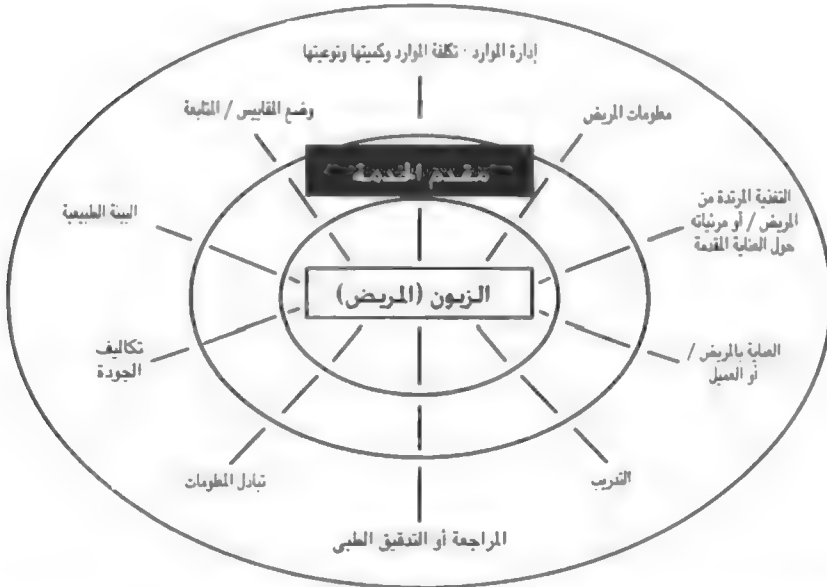 إدارة الموارد - تكلفة الموارد وكميتها ونوعيتها
معلومات المريض
وضع المقاييس / المتابعة
مقدم الخدمة
التغذية المرتدة من
المريض / أو مرئياته
حول العناية المقدمة
البيئة الطبيعية
الزبون (المريض)
العناية بالمريض /
أو العميل
تكاليف
الجودة
التدريب
تبادل المعلومات
المراجعة أو التدقيق الطبى